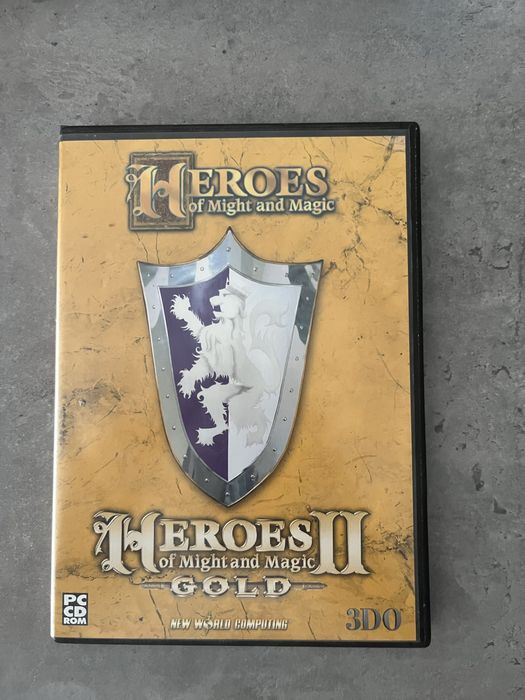 HEROES
of Might and Magic
HEROES II
of Might and Magic
GOLD
PC
CD
ROM
NEW WORLD COMPUTING
3DO